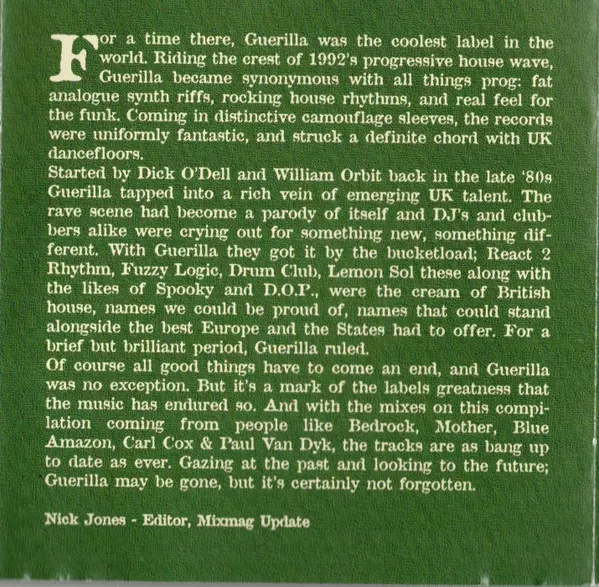 For a time there, Guerilla was the coolest label in the
world. Riding the crest of 1992's progressive house wave,
Guerilla became synonymous with all things prog: fat
analogue synth riffs, rocking house rhythms, and real feel for
the funk. Coming in distinctive camouflage sleeves, the records
were uniformly fantastic, and struck a definite chord with UK
dancefloors.
Started by Dick O'Dell and William Orbit back in the late '80s
Guerilla tapped into a rich vein of emerging UK talent. The
rave scene had become a parody of itself and DJ's and club-
bers alike were crying out for something new, something dif-
ferent. With Guerilla they got it by the bucketload; React 2
Rhythm, Fuzzy Logic, Drum Club, Lemon Sol these along with
the likes of Spooky and D.O.P., were the cream of British
house, names we could be proud of, names that could stand
alongside the best Europe and the States had to offer. For a
brief but brilliant period, Guerilla ruled.
Of course all good things have to come an end, and Guerilla
was no exception. But it's a mark of the labels greatness that
the music has endured so. And with the mixes on this compi-
lation coming from people like Bedrock, Mother, Blue
Amazon, Carl Cox & Paul Van Dyk, the tracks are as bang up
to date as ever. Gazing at the past and looking to the future;
Guerilla may be gone, but it's certainly not forgotten.
Nick Jones - Editor, Mixmag Update